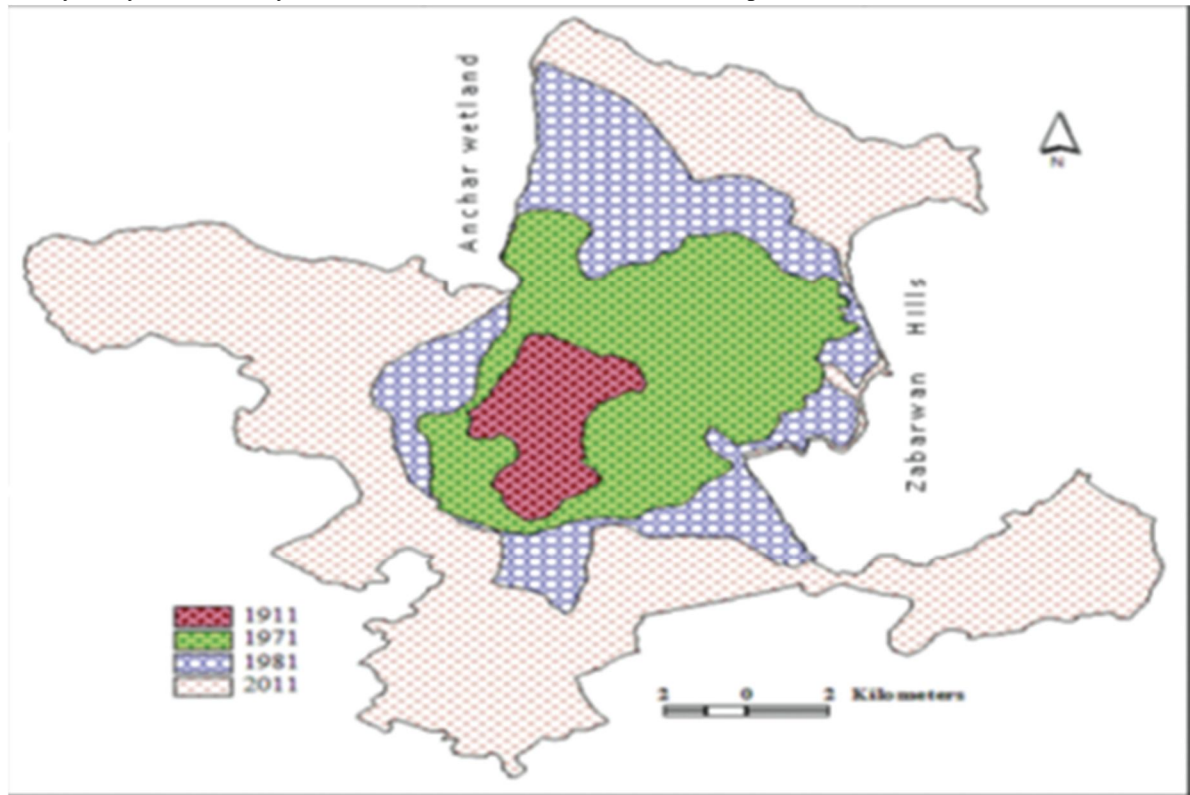 Anchar wetland
N
Zabarwan Hills
1911
1971
1981
2011
2 0 2 Kilometers